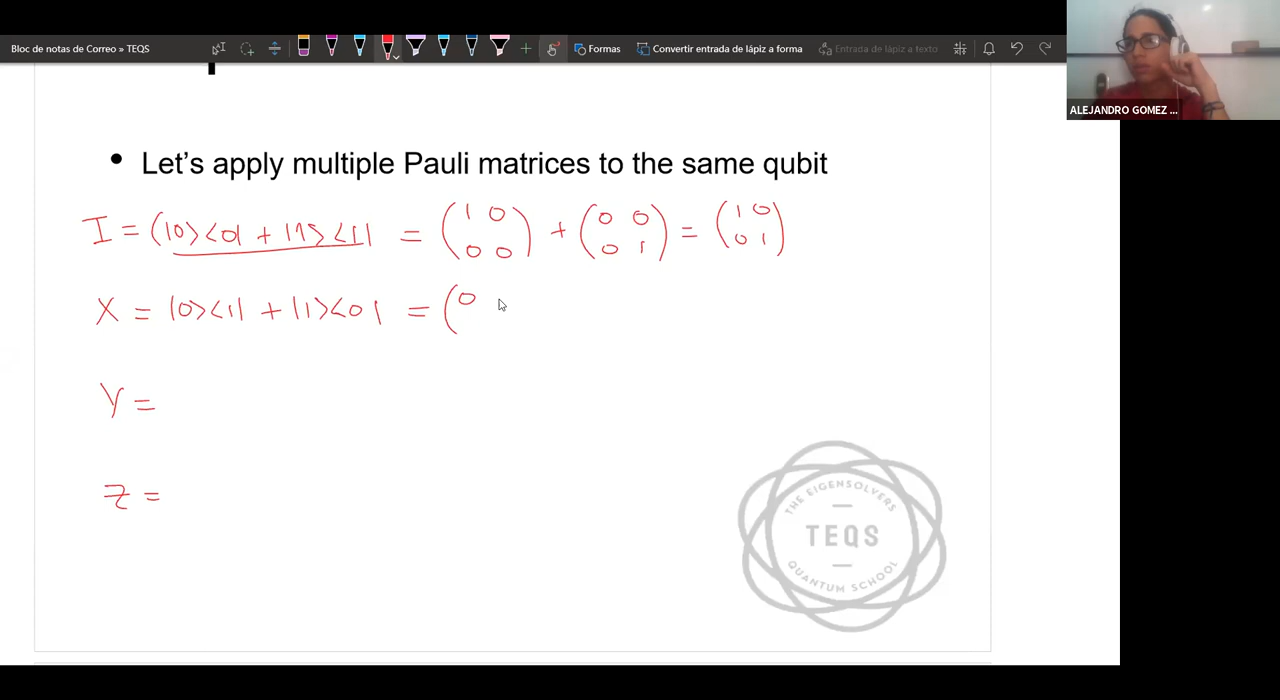 Bloc de notas de Correo » TEQS
Formas
Convertir entrada de lápiz a forma
Entrada de lápiz a texto
ALEJANDRO GOMEZ ...
• Let's apply multiple Pauli matrices to the same qubit
I = (|0><0| + |1><1| = (1 0 0 0) + (0 0 0 1) = (1 0 0 1)
X = |0><1| + |1><0| = (0
Y =
Z =
THE EIGENSOLVERS
TEQS
QUANTUM SCHOOL